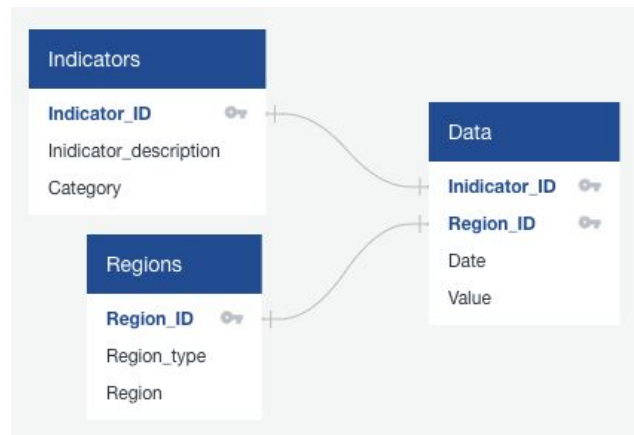 Indicators
Indicator_ID
Inidicator_description
Category
Regions
Region_ID
Region_type
Region
Data
Inidicator_ID
Region_ID
Date
Value